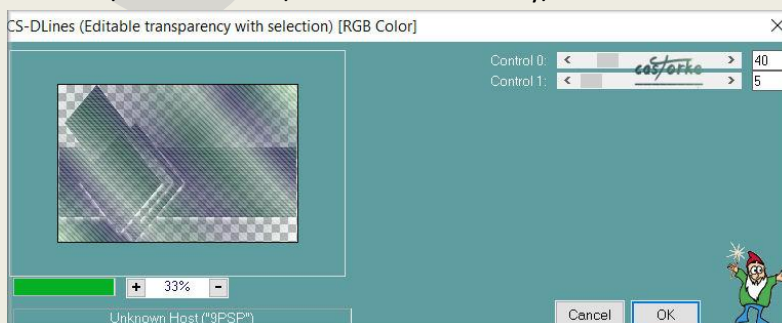 CS-DLines (Editable transparency with selection) [RGB Color]
Control 0: 40
castorke
Control 1: 5
33%
Unknown Host ("9PSP")
Cancel OK